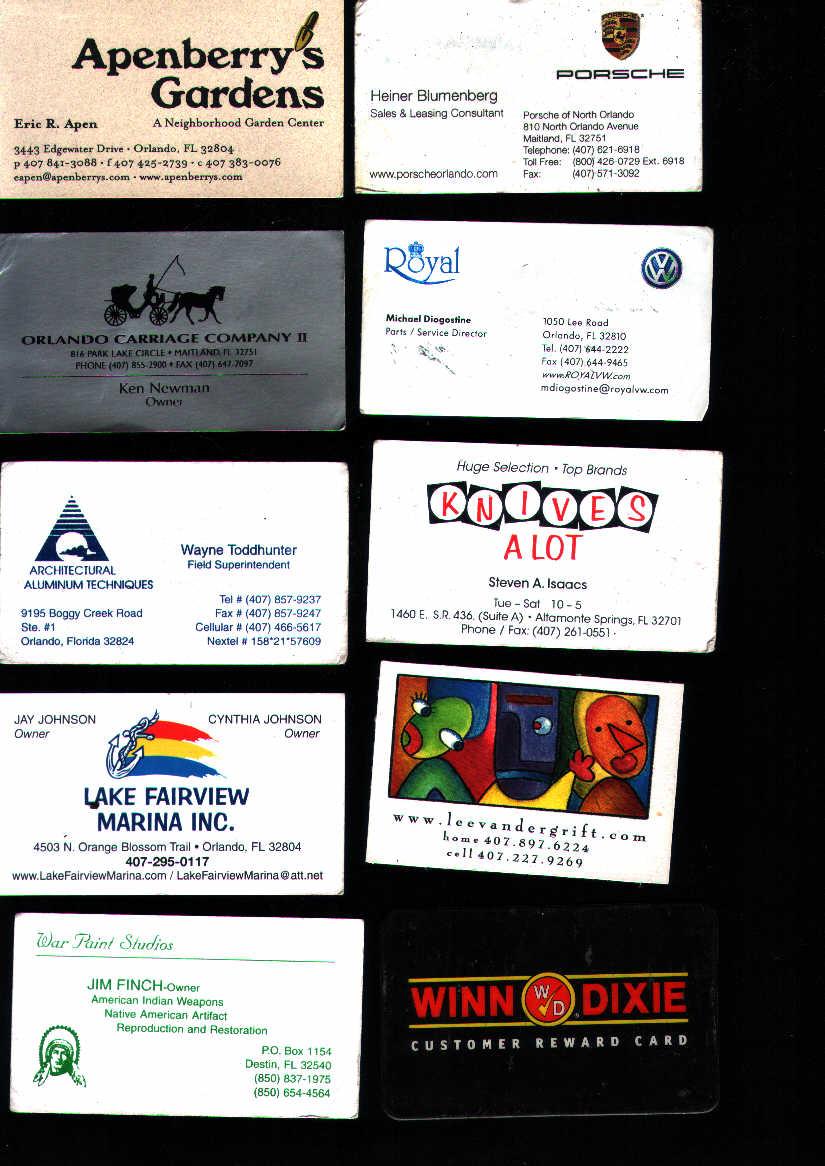 Apenberry's
Gardens
Eric R. Apen
A Neighborhood Garden Center
3443 Edgewater Drive • Orlando, FL 32804
p 407 841-3088 • f 407 425-2739 • c 407 383-0076
eapen@apenberrys.com • www.apenberrys.com
PORSCHE
PORSCHE
Heiner Blumenberg
Sales & Leasing Consultant
Porsche of North Orlando
810 North Orlando Avenue
Maitland, FL 32751
Telephone: (407) 621-6918
Toll Free: (800) 426-0729 Ext. 6918
Fax: (407) 571-3092
www.porscheorlando.com
ORLANDO CARRIAGE COMPANY II
816 PARK LAKE CIRCLE • MAITLAND, FL 32751
PHONE (407) 855-2900 • FAX (407) 647-7097
Ken Newman
Owner
Royal
VW
Michael Diogostine
Parts / Service Director
1050 Lee Road
Orlando, FL 32810
Tel. (407) 644-2222
Fax (407) 644-9465
www.ROYALVW.com
mdiogostine@royalvw.com
ARCHITECTURAL
ALUMINUM TECHNIQUES
9195 Boggy Creek Road
Ste. #1
Orlando, Florida 32824
Wayne Toddhunter
Field Superintendent
Tel # (407) 857-9237
Fax # (407) 857-9247
Cellular # (407) 466-5617
Nextel # 158*21*57609
Huge Selection • Top Brands
KNIVES
A LOT
Steven A. Isaacs
Tue – Sat 10 - 5
1460 E. S.R. 436, (Suite A) • Altamonte Springs, FL 32701
Phone / Fax: (407) 261-0551
JAY JOHNSON
Owner
CYNTHIA JOHNSON
Owner
LAKE FAIRVIEW
MARINA INC.
4503 N. Orange Blossom Trail • Orlando, FL 32804
407-295-0117
www.LakeFairviewMarina.com / LakeFairviewMarina@att.net
www.leevandergrift.com
home 407.897.6224
cell 407.227.9269
War Paint Studios
JIM FINCH-Owner
American Indian Weapons
Native American Artifact
Reproduction and Restoration
P.O. Box 1154
Destin, FL 32540
(850) 837-1975
(850) 654-4564
WINN W D ® DIXIE
CUSTOMER REWARD CARD